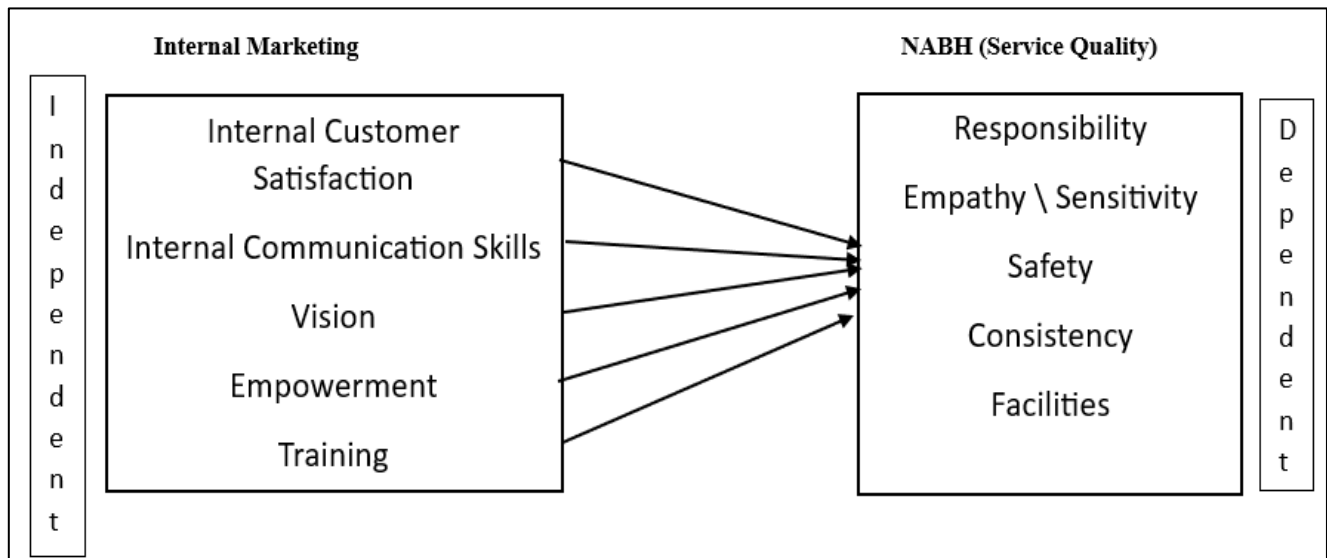 Internal Marketing
NABH (Service Quality)
I
n
d
e
p
e
n
d
e
n
t
Internal Customer
Satisfaction
Internal Communication Skills
Vision
Empowerment
Training
Responsibility
Empathy \ Sensitivity
Safety
Consistency
Facilities
D
e
p
e
n
d
e
n
t